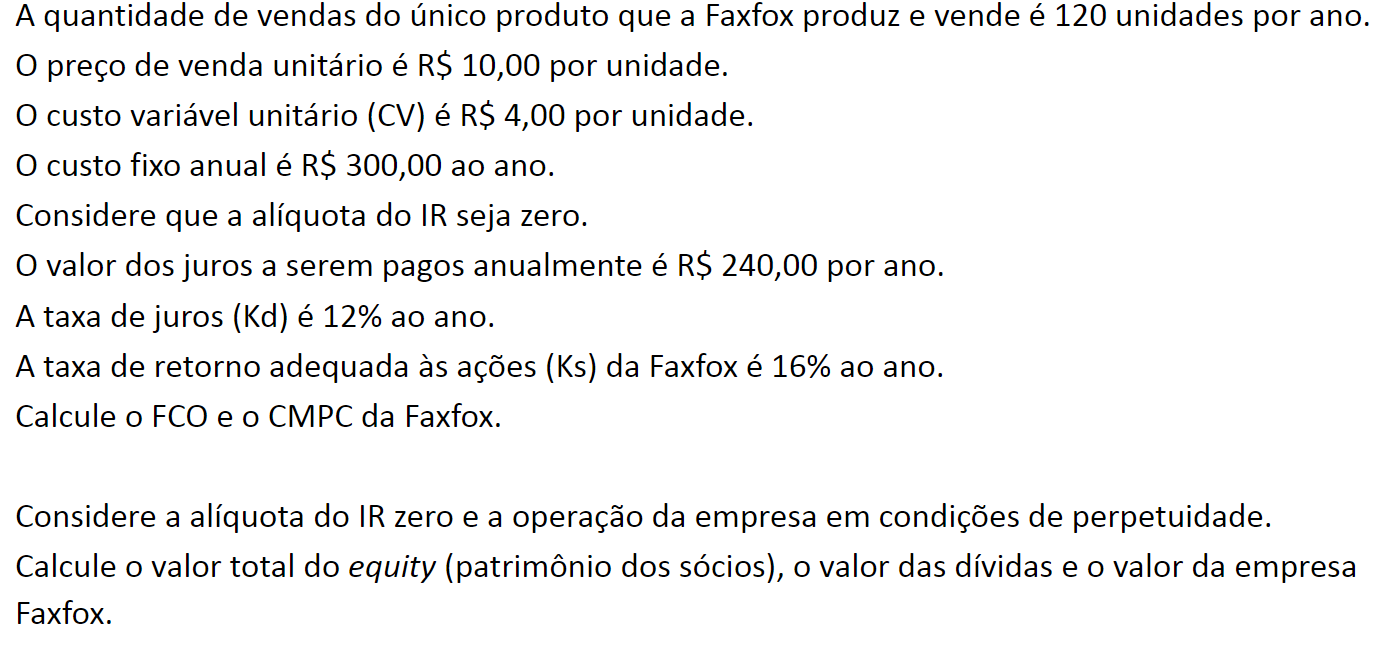 A quantidade de vendas do único produto que a Faxfox produz e vende é 120 unidades por ano.
O preço de venda unitário é R$ 10,00 por unidade.
O custo variável unitário (CV) é R$ 4,00 por unidade.
O custo fixo anual é R$ 300,00 ao ano.
Considere que a alíquota do IR seja zero.
O valor dos juros a serem pagos anualmente é R$ 240,00 por ano.
A taxa de juros (Kd) é 12% ao ano.
A taxa de retorno adequada às ações (Ks) da Faxfox é 16% ao ano.
Calcule o FCO e o CMPC da Faxfox.
Considere a alíquota do IR zero e a operação da empresa em condições de perpetuidade.
Calcule o valor total do equity (patrimônio dos sócios), o valor das dívidas e o valor da empresa
Faxfox.